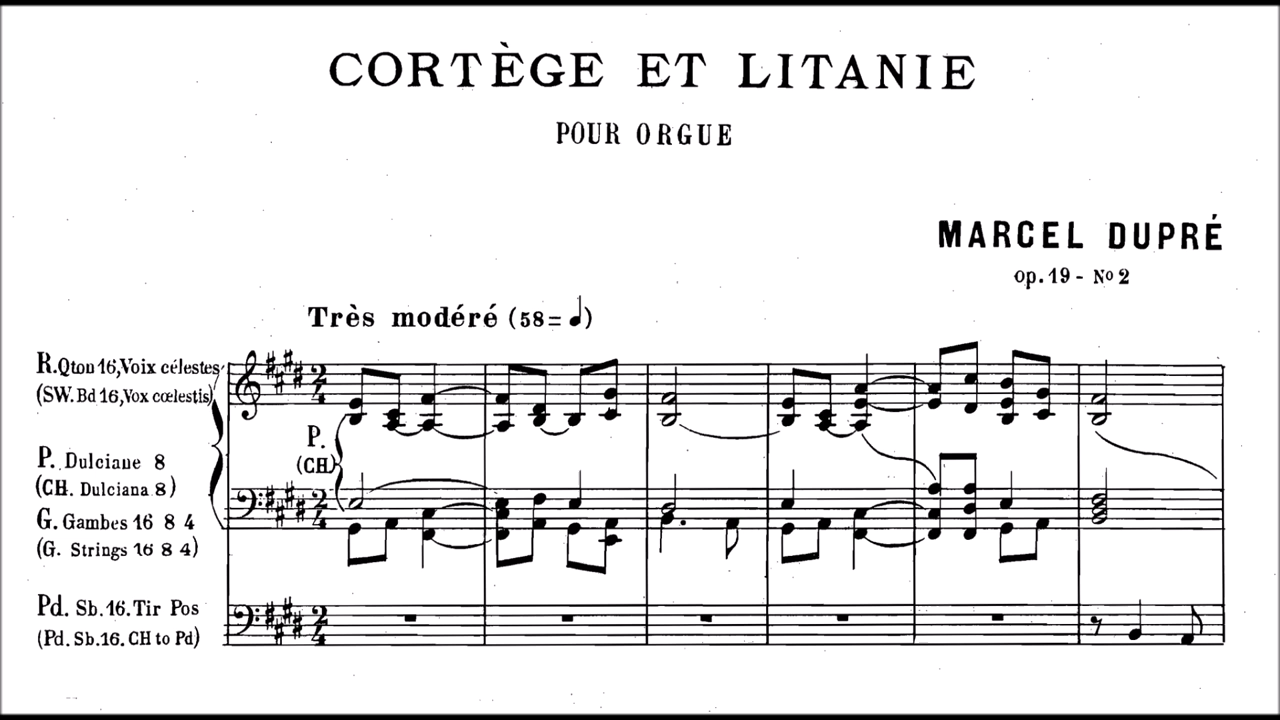 CORTÈGE ET LITANIE
POUR ORGUE
MARCEL DUPRÉ
op. 19 - No 2
Très modéré (58 = ♩)
R. Qton 16, Voix célestes
(SW. Bd 16, Vox cœlestis)
P.
(CH.)
P. Dulciane 8
(CH. Dulciana 8)
G. Gambes 16 8 4
(G. Strings 16 8 4)
Pd. Sb. 16. Tir Pos
(Pd. Sb. 16. CH to Pd)